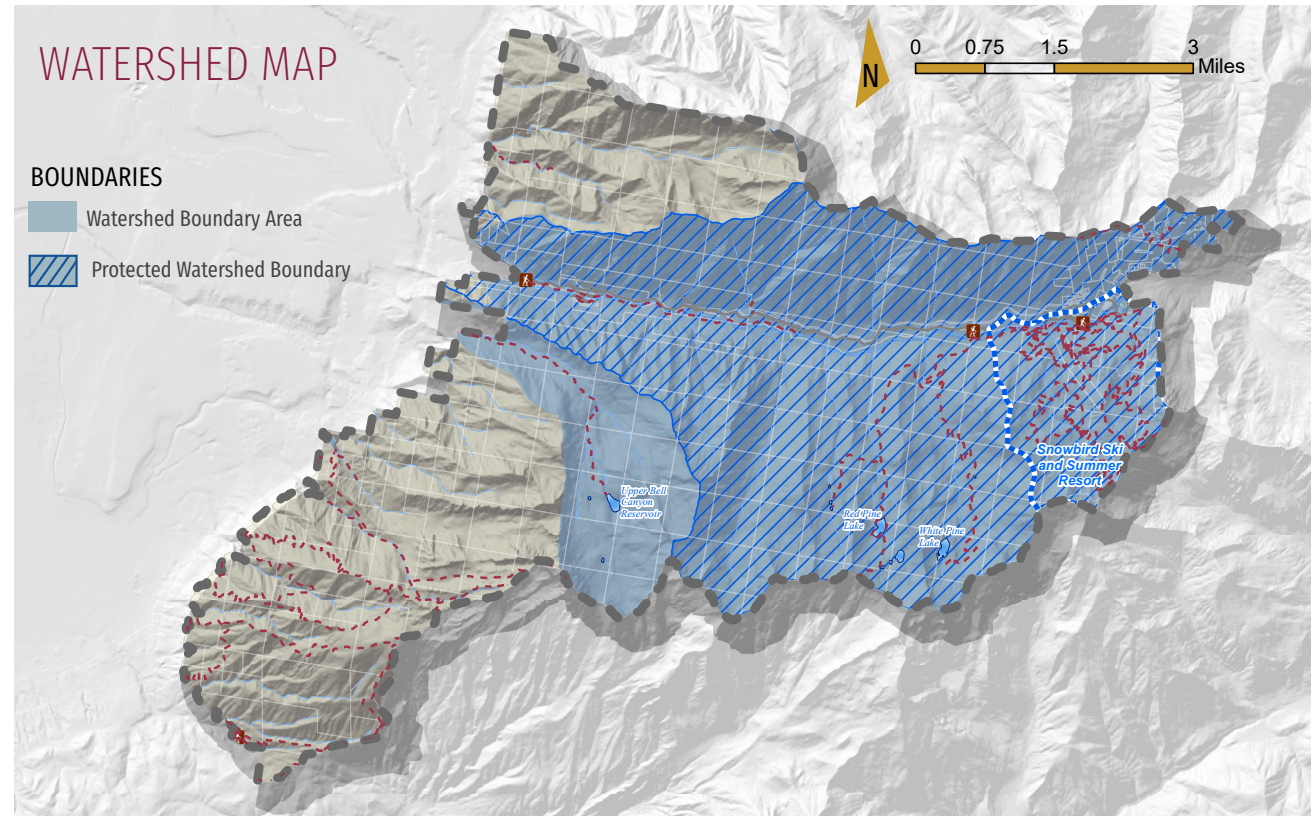 WATERSHED MAP
N
0 0.75 1.5 3
Miles
BOUNDARIES
Watershed Boundary Area
Protected Watershed Boundary
Snowbird Ski
and Summer
Resort
Upper Bell
Canyon
Reservoir
Red Pine
Lake
White Pine
Lake